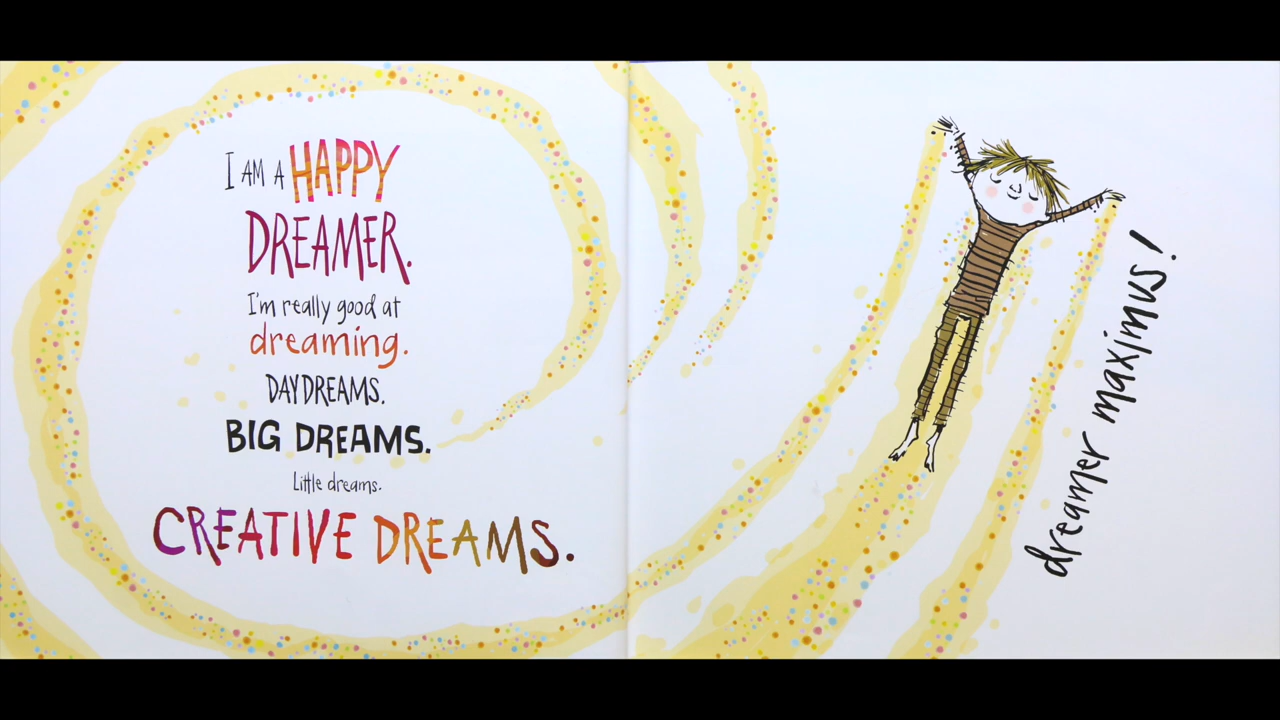 I AM A HAPPY
DREAMER.
I'm really good at
dreaming.
DAYDREAMS.
BIG DREAMS.
Little dreams.
CREATIVE DREAMS.
dreamer maximus!